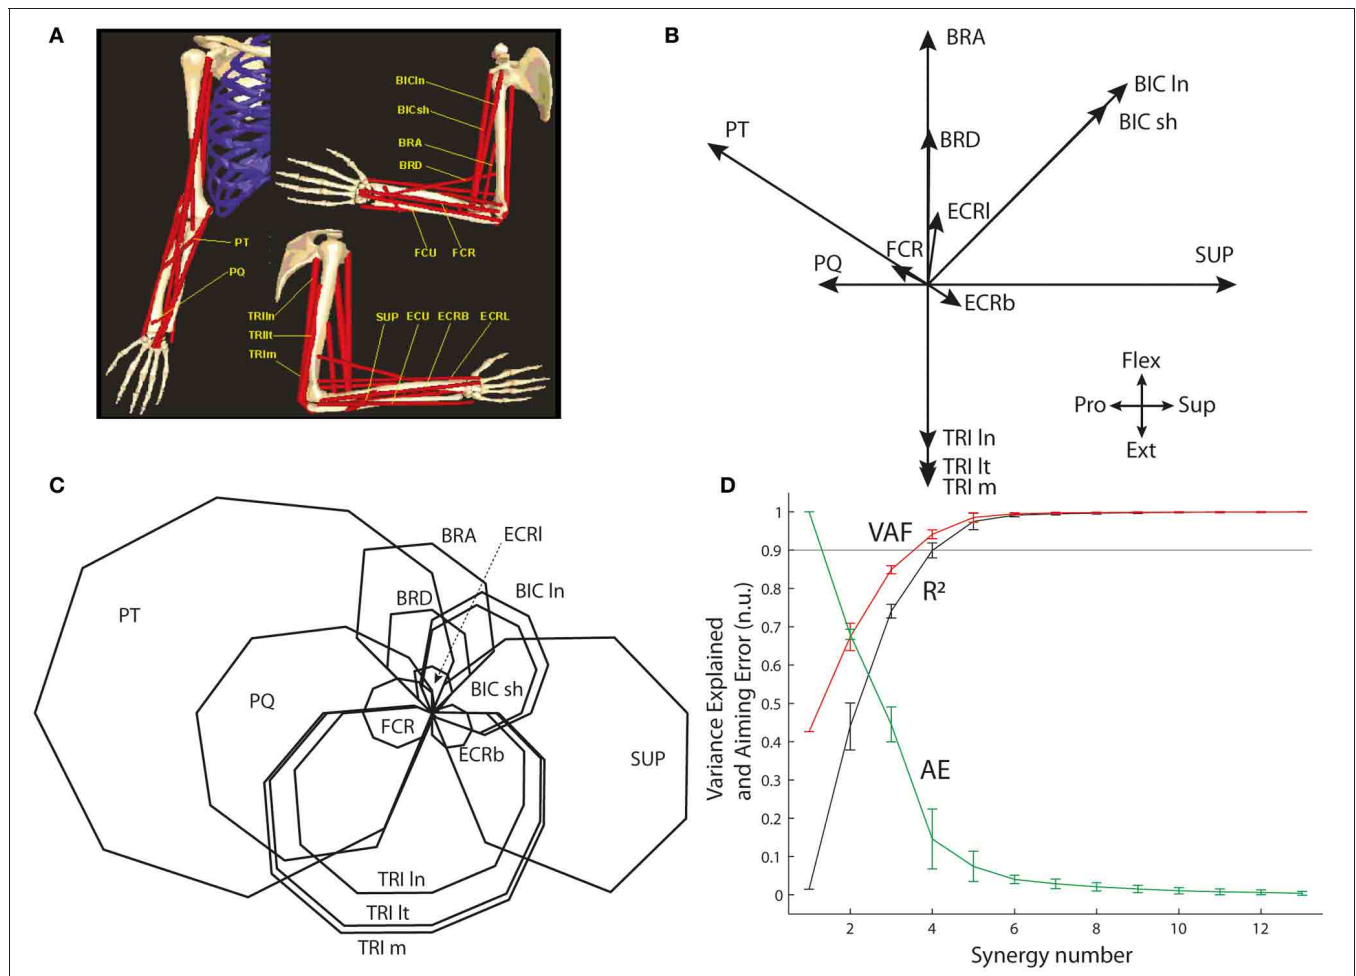 A
BICln
BICsh
BRA
BRD
PT
PQ
FCU
FCR
TRIln
TRIlt
TRIm
SUP ECU ECRB ECRL
B
BRA
BIC ln
BIC sh
PT
BRD
ECRl
FCR
PQ
SUP
ECRb
Flex
Pro
Sup
Ext
TRI ln
TRI lt
TRI m
C
ECRl
BRA
BIC ln
BRD
PT
PQ
BIC sh
FCR
ECRb
SUP
TRI ln
TRI lt
TRI m
D
Variance Explained
and Aiming Error (n.u.)
1
0.9
0.8
0.7
0.6
0.5
0.4
0.3
0.2
0.1
0
VAF
R²
AE
2 4 6 8 10 12
Synergy number